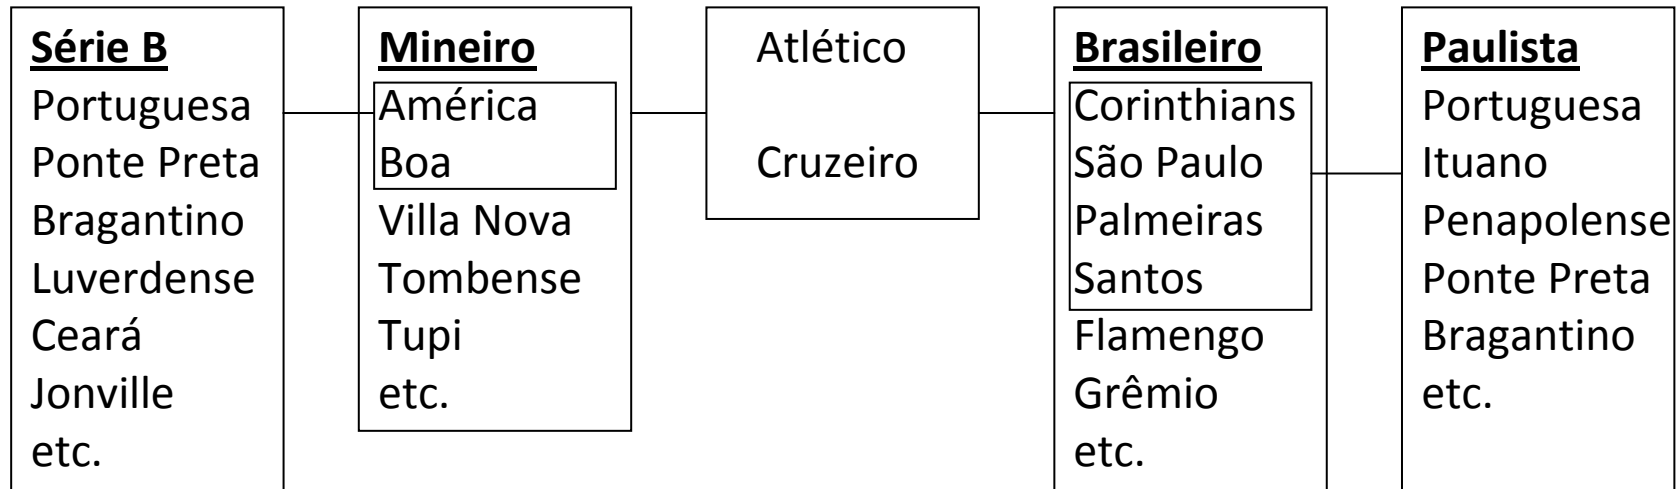 Série B
Portuguesa
Ponte Preta
Bragantino
Luverdense
Ceará
Jonville
etc.
Mineiro
América
Boa
Villa Nova
Tombense
Tupi
etc.
Atlético
Cruzeiro
Brasileiro
Corinthians
São Paulo
Palmeiras
Santos
Flamengo
Grêmio
etc.
Paulista
Portuguesa
Ituano
Penapolense
Ponte Preta
Bragantino
etc.